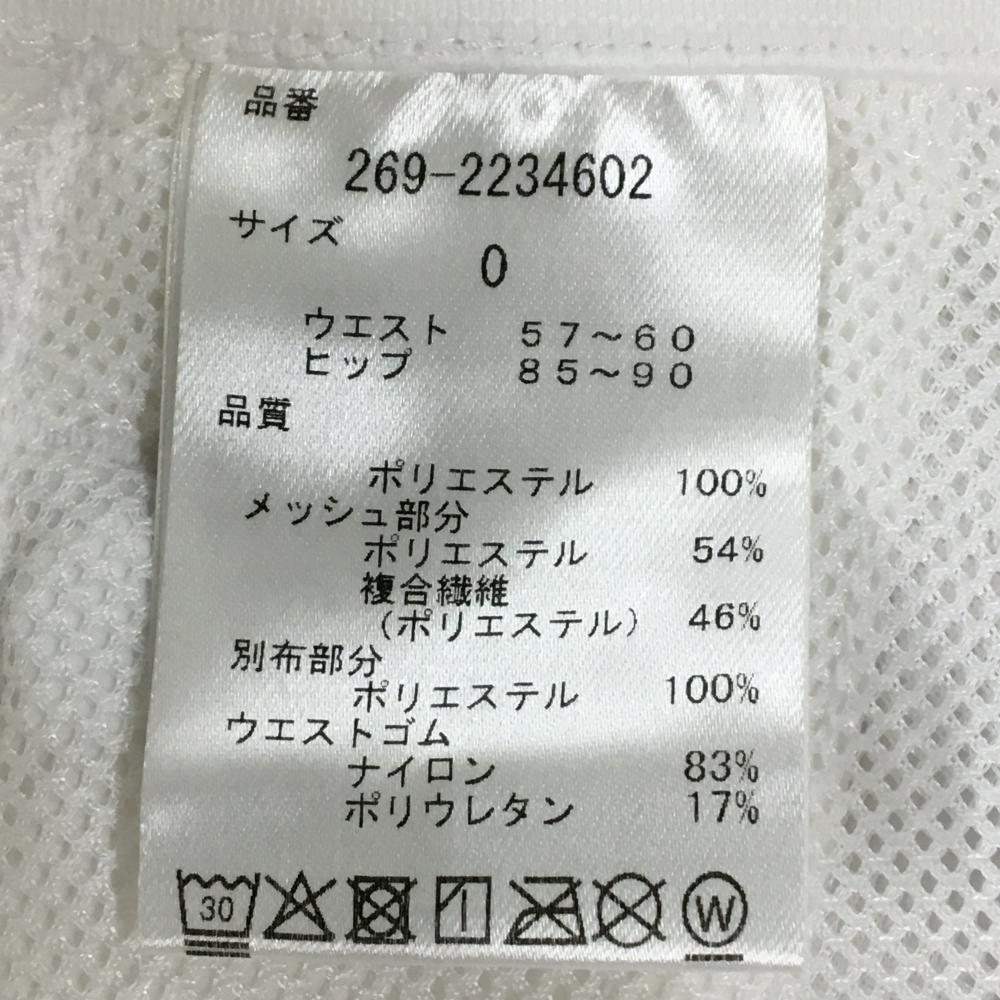 品番
269-2234602
サイズ
0
ウエスト 57～60
ヒップ 85～90
品質
ポリエステル 100%
メッシュ部分
ポリエステル 54%
複合繊維
(ポリエステル) 46%
別布部分
ポリエステル 100%
ウエストゴム
ナイロン 83%
ポリウレタン 17%
30 W